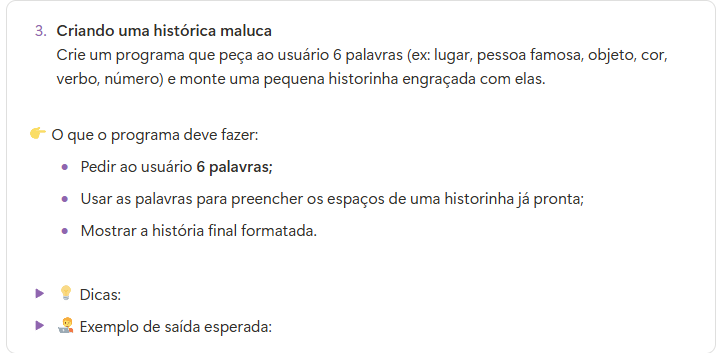 3. Criando uma histórica maluca
Crie um programa que peça ao usuário 6 palavras (ex: lugar, pessoa famosa, objeto, cor,
verbo, número) e monte uma pequena historinha engraçada com elas.
👉 O que o programa deve fazer:
• Pedir ao usuário 6 palavras;
• Usar as palavras para preencher os espaços de uma historinha já pronta;
• Mostrar a história final formatada.
▶ 💡 Dicas:
▶ 🧑‍💻 Exemplo de saída esperada: